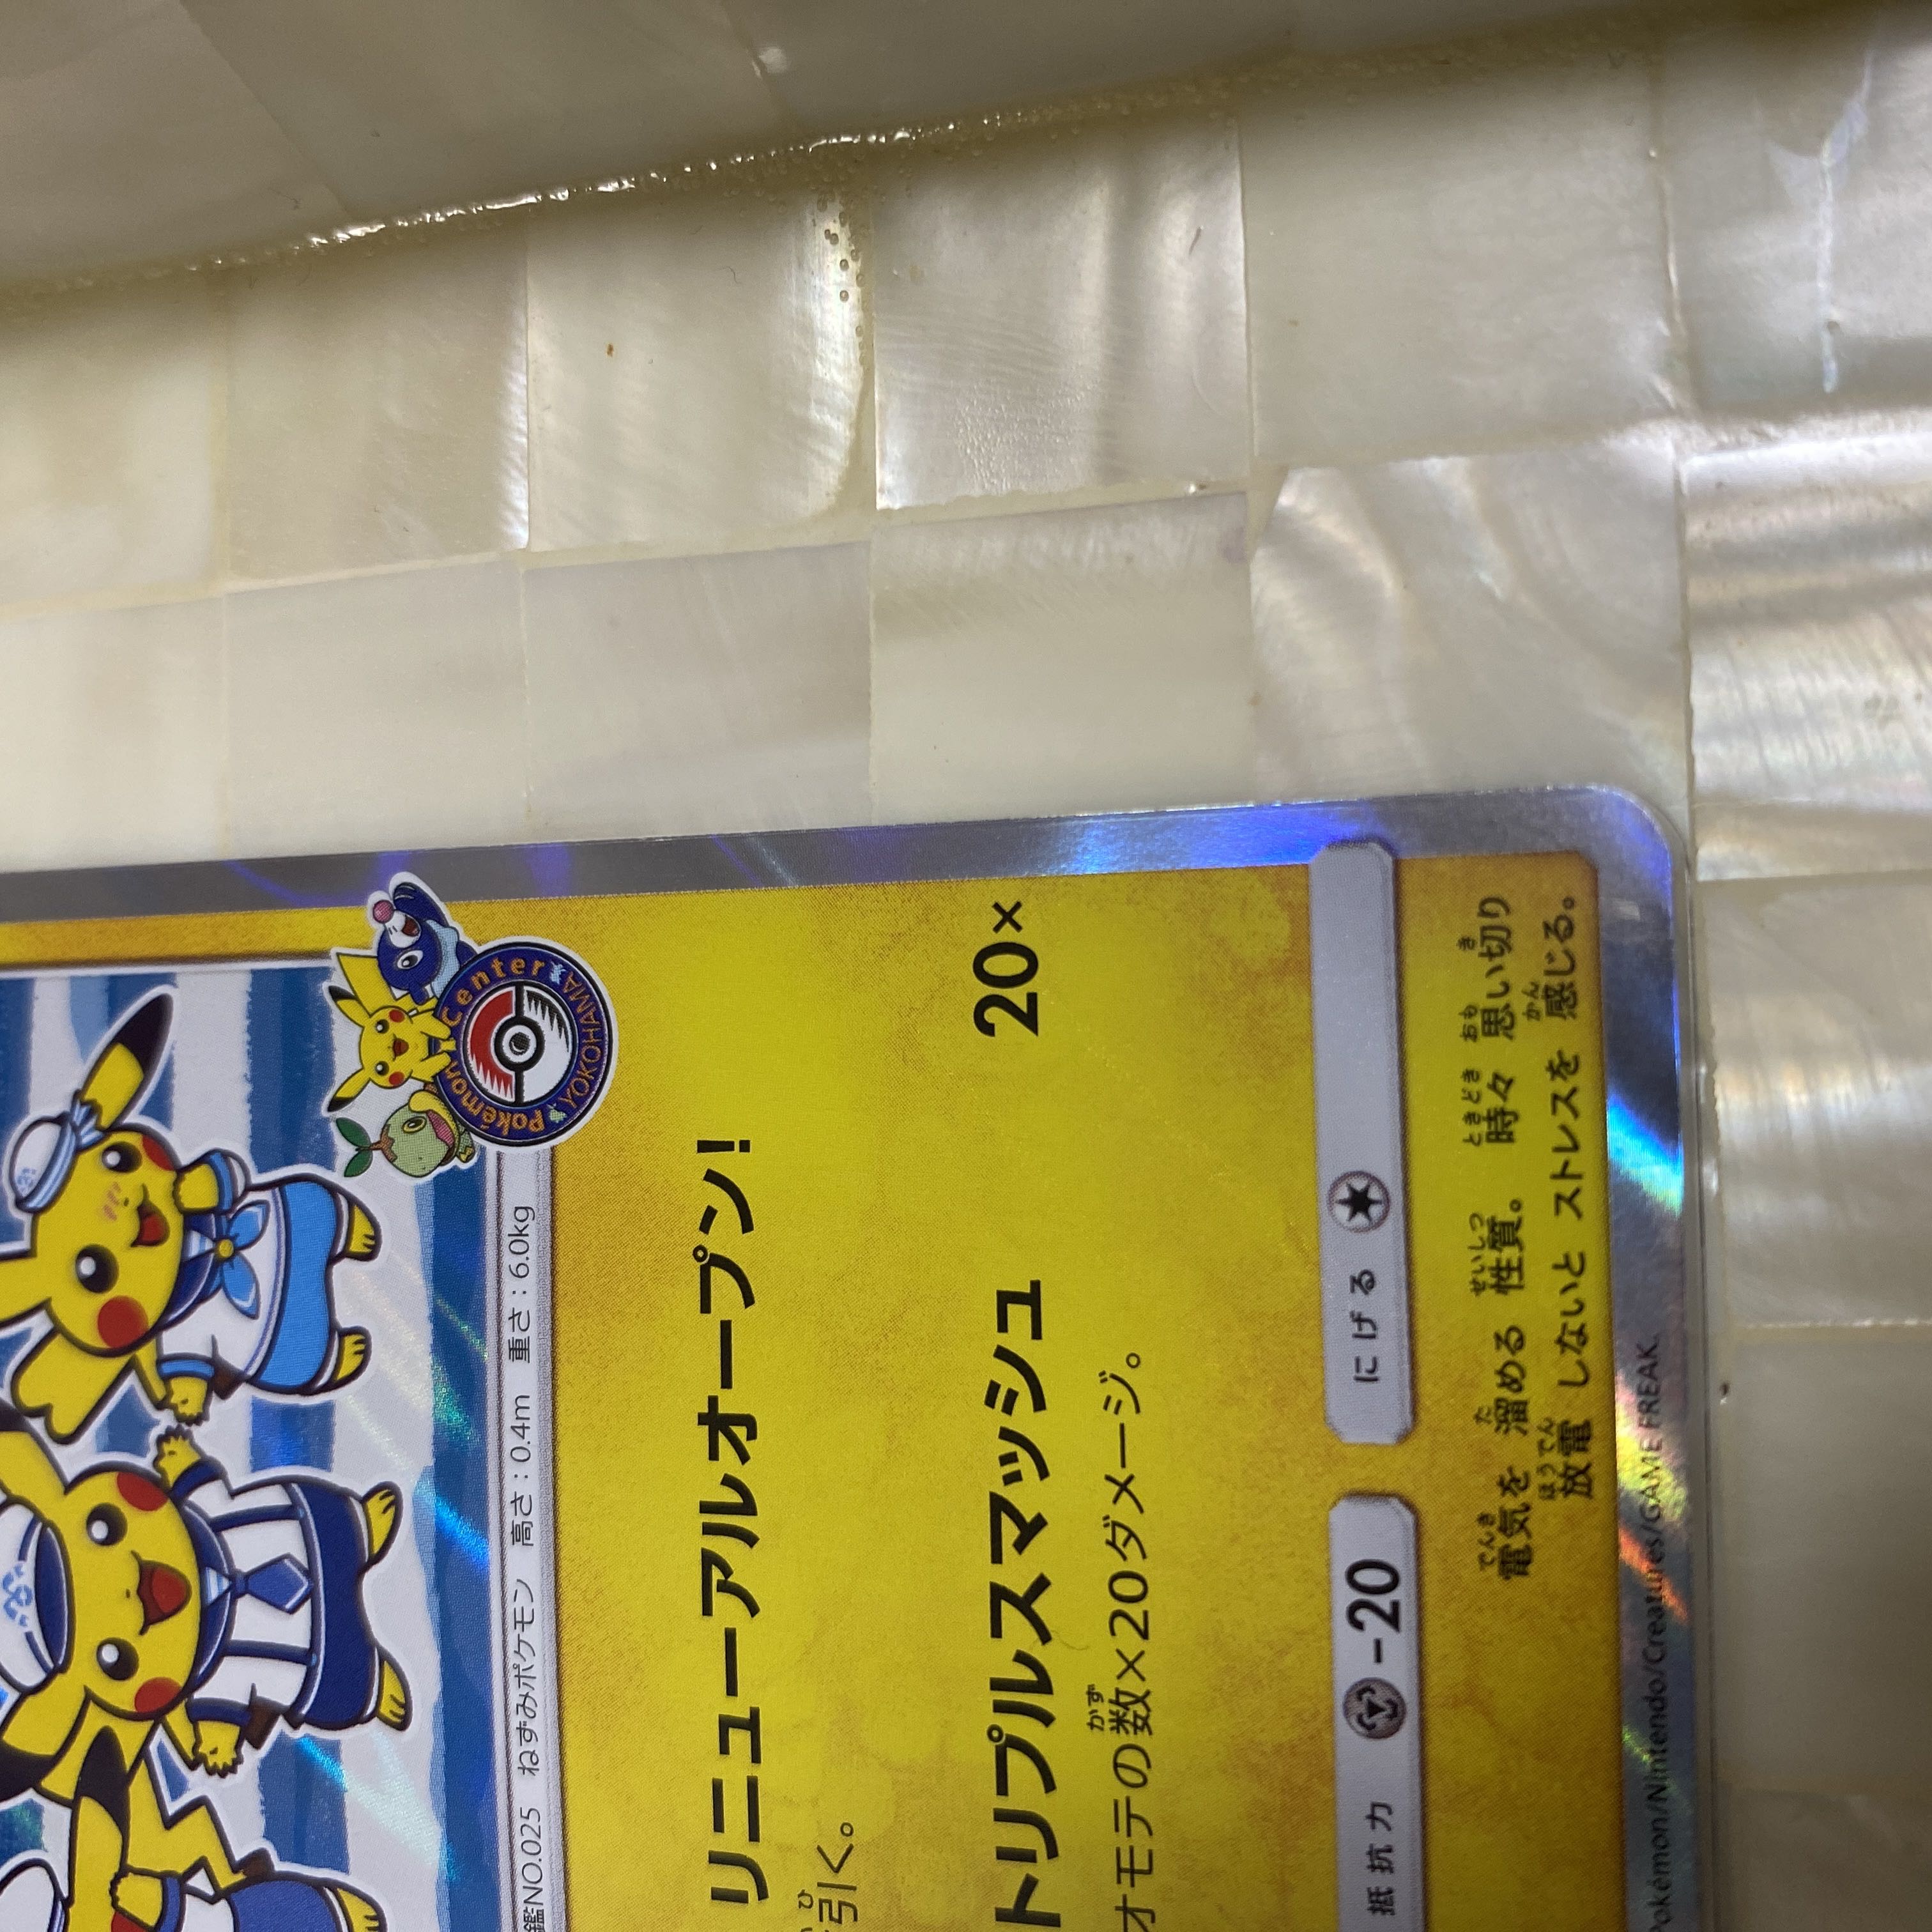 Pokémon Center
YOKOHAMA
鑑NO.025 ねずみポケモン 高さ：0.4m 重さ：6.0kg
リニューアルオープン！
引く。
トリプルスマッシュ 20×
オモテの数×20ダメージ。
抵抗力 -20 にげる
電気を 溜める 性質。 時々 思い切り
放電 しないと ストレスを 感じる。
Pokémon/Nintendo/Creatures/GAME FREAK.